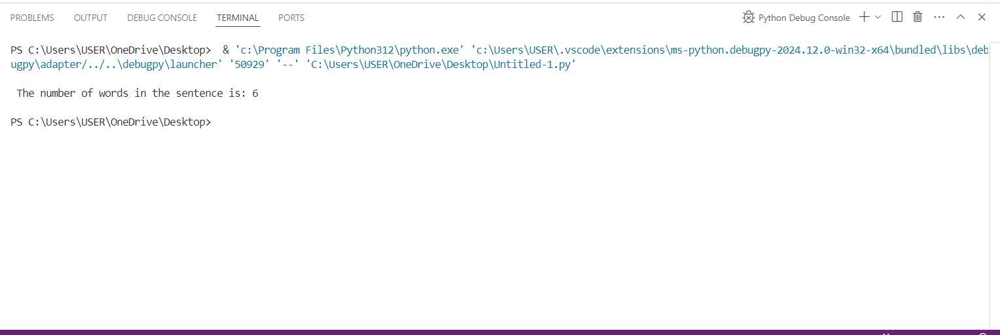 PROBLEMS OUTPUT DEBUG CONSOLE TERMINAL PORTS Python Debug Console
PS C:\Users\USER\OneDrive\Desktop>  & 'c:\Program Files\Python312\python.exe' 'c:\Users\USER\.vscode\extensions\ms-python.debugpy-2024.12.0-win32-x64\bundled\libs\deb
ugpy\adapter/../..\debugpy\launcher' '50929' '--' 'C:\Users\USER\OneDrive\Desktop\Untitled-1.py'
The number of words in the sentence is: 6
PS C:\Users\USER\OneDrive\Desktop>